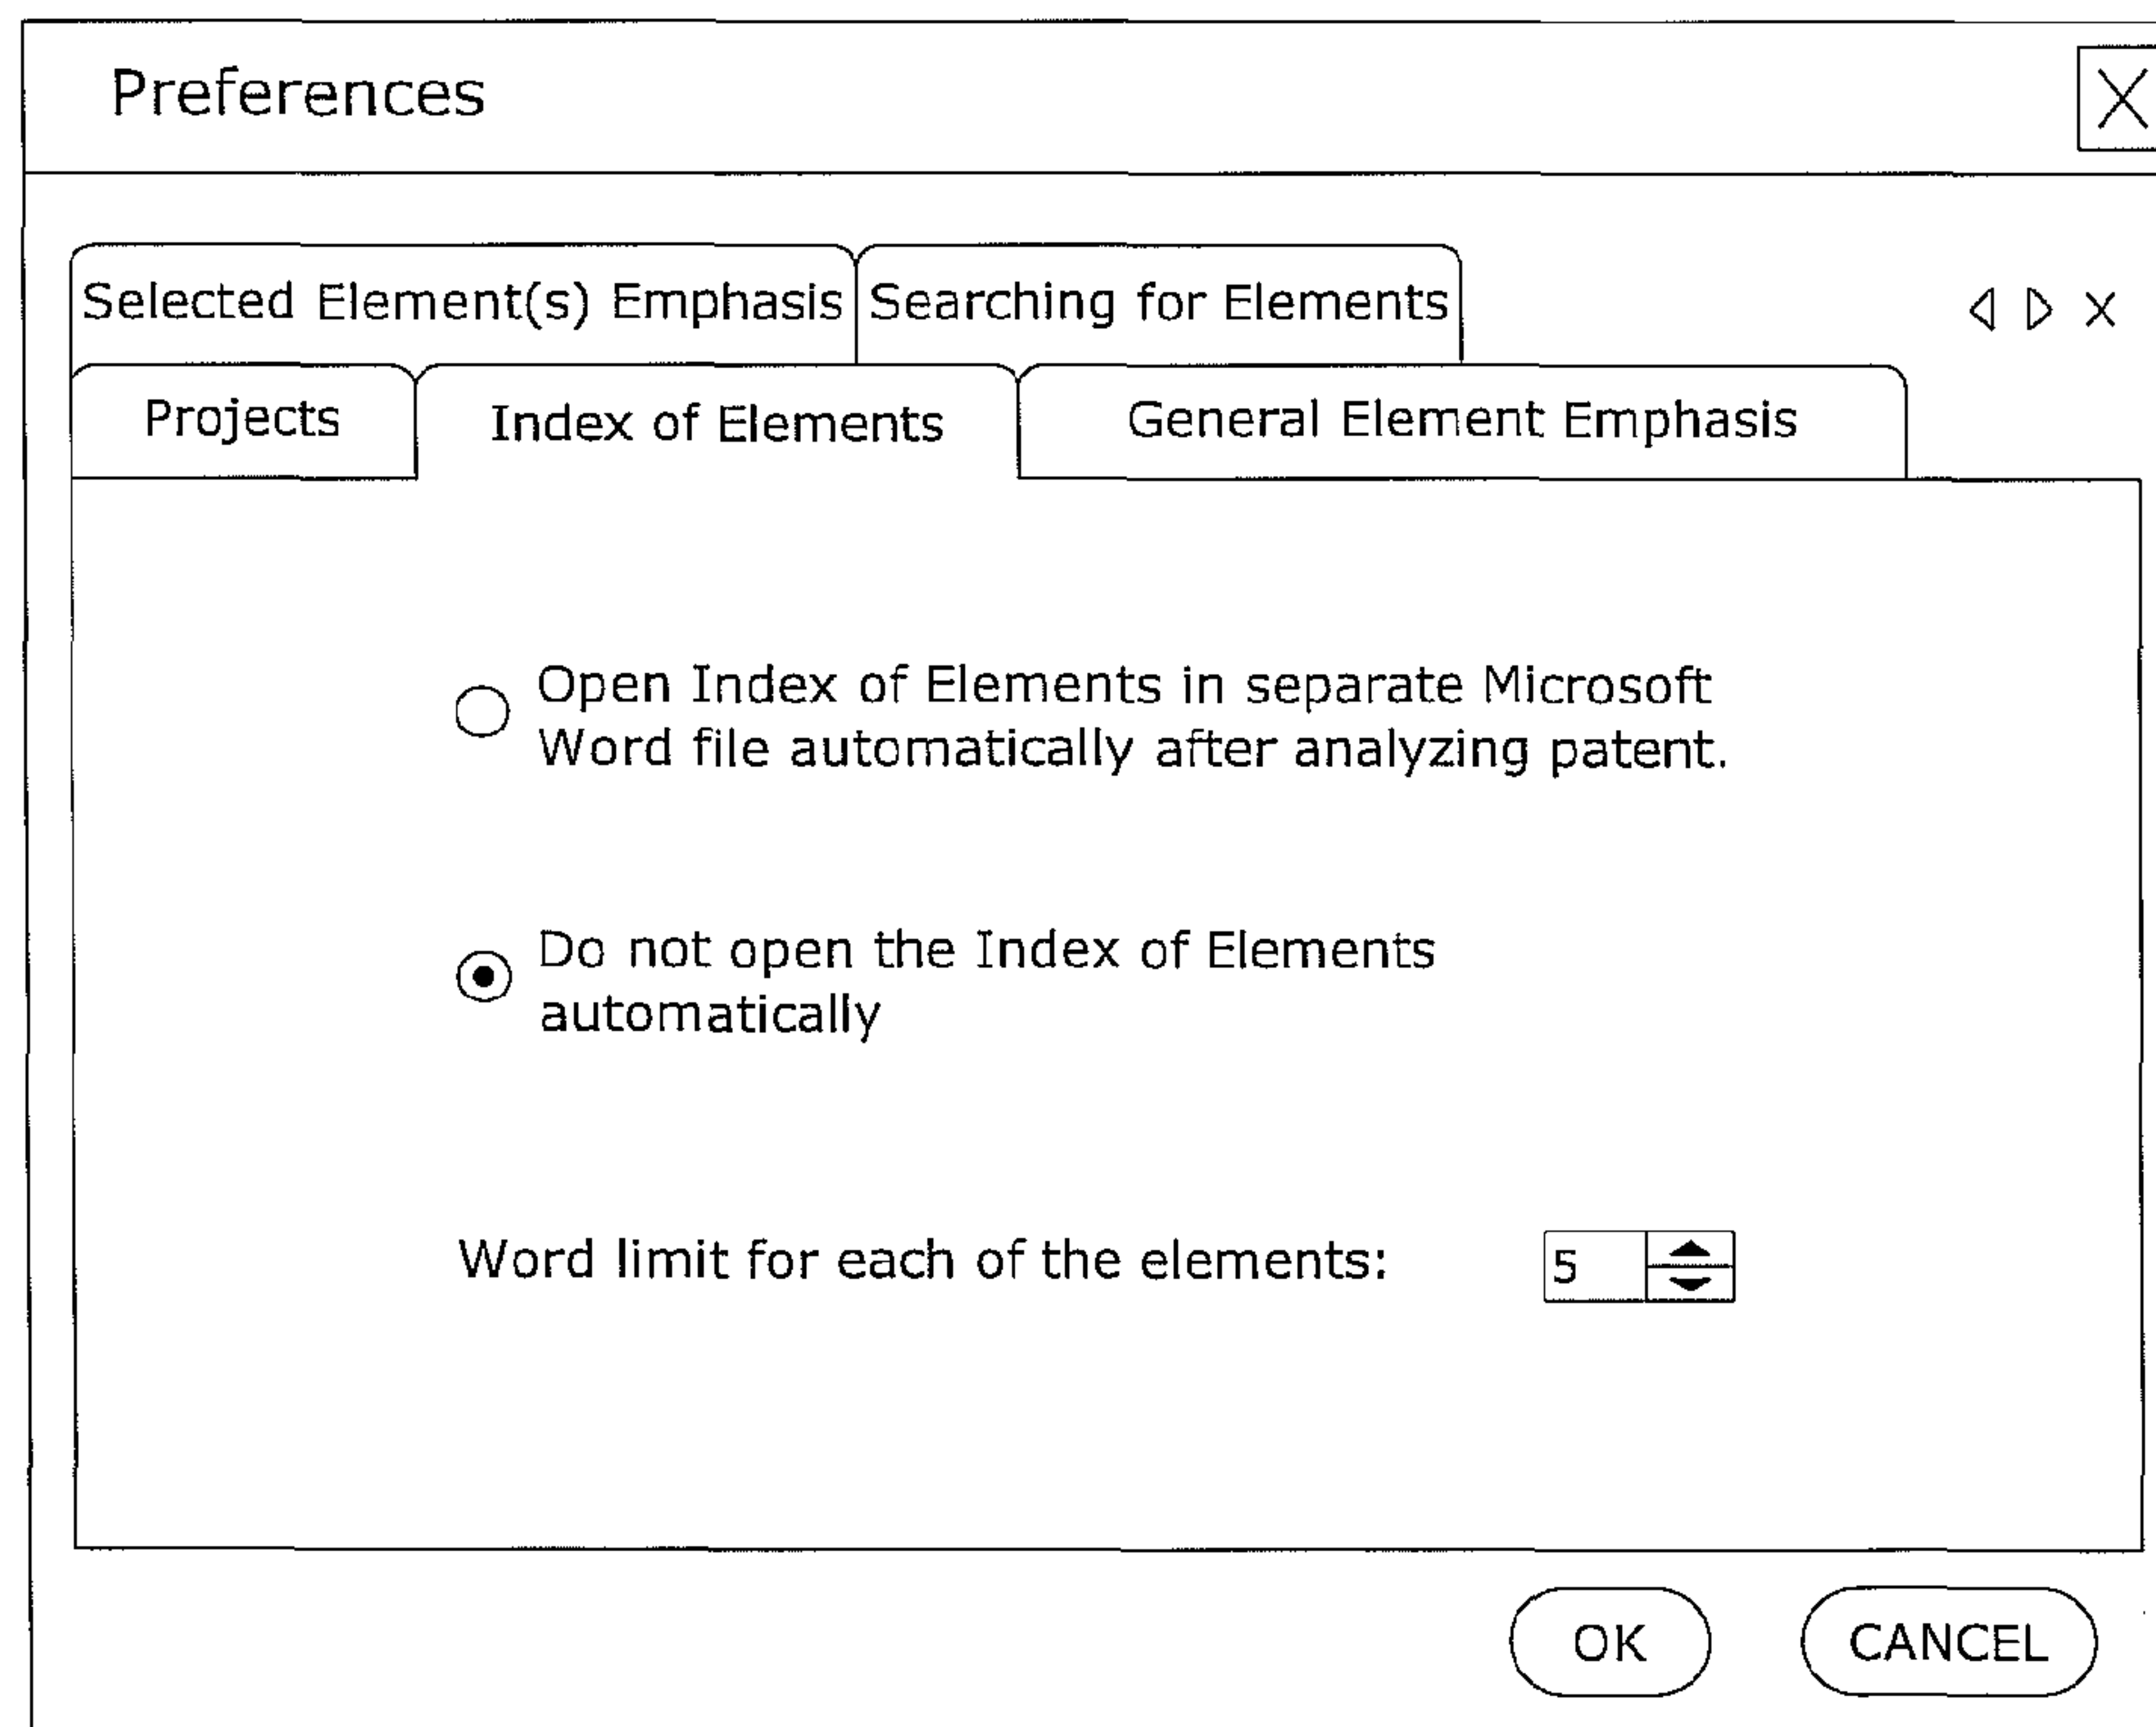 Preferences
Selected Element(s) Emphasis Searching for Elements
Projects Index of Elements General Element Emphasis
Open Index of Elements in separate Microsoft
Word file automatically after analyzing patent.
Do not open the Index of Elements
automatically
Word limit for each of the elements: 5
OK CANCEL